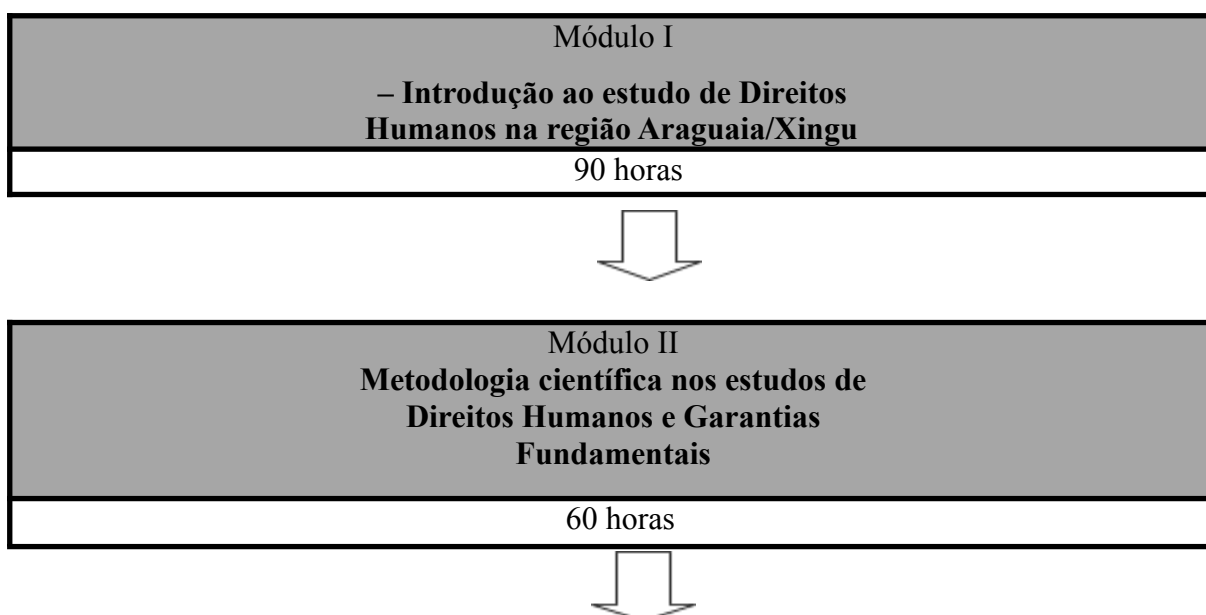 Módulo I
– Introdução ao estudo de Direitos
Humanos na região Araguaia/Xingu
90 horas
Módulo II
Metodologia científica nos estudos de
Direitos Humanos e Garantias
Fundamentais
60 horas